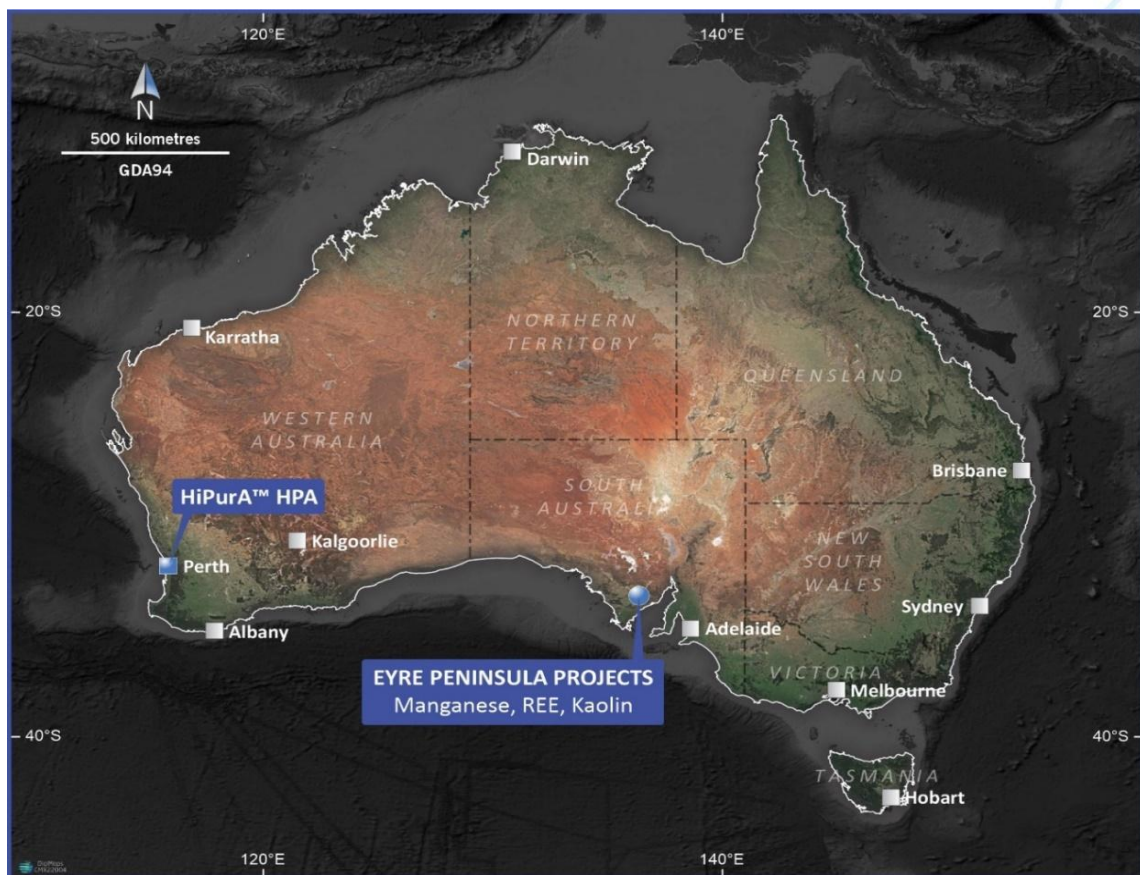 120°E
140°E
N
500 kilometres
GDA94
Darwin
20°S
20°S
Karratha
NORTHERN
TERRITORY
QUEENSLAND
WESTERN
AUSTRALIA
Brisbane
HiPurA™ HPA
SOUTH
AUSTRALI
Kalgoorlie
Perth
NEW
SOUTH
WALES
Sydney
Albany
Adelaide
EYRE PENINSULA PROJECTS
Manganese, REE, Kaolin
VICTORIA
Melbourne
40°S
40°S
TASMANIA
Hobart
120°E
140°E
DigMaps